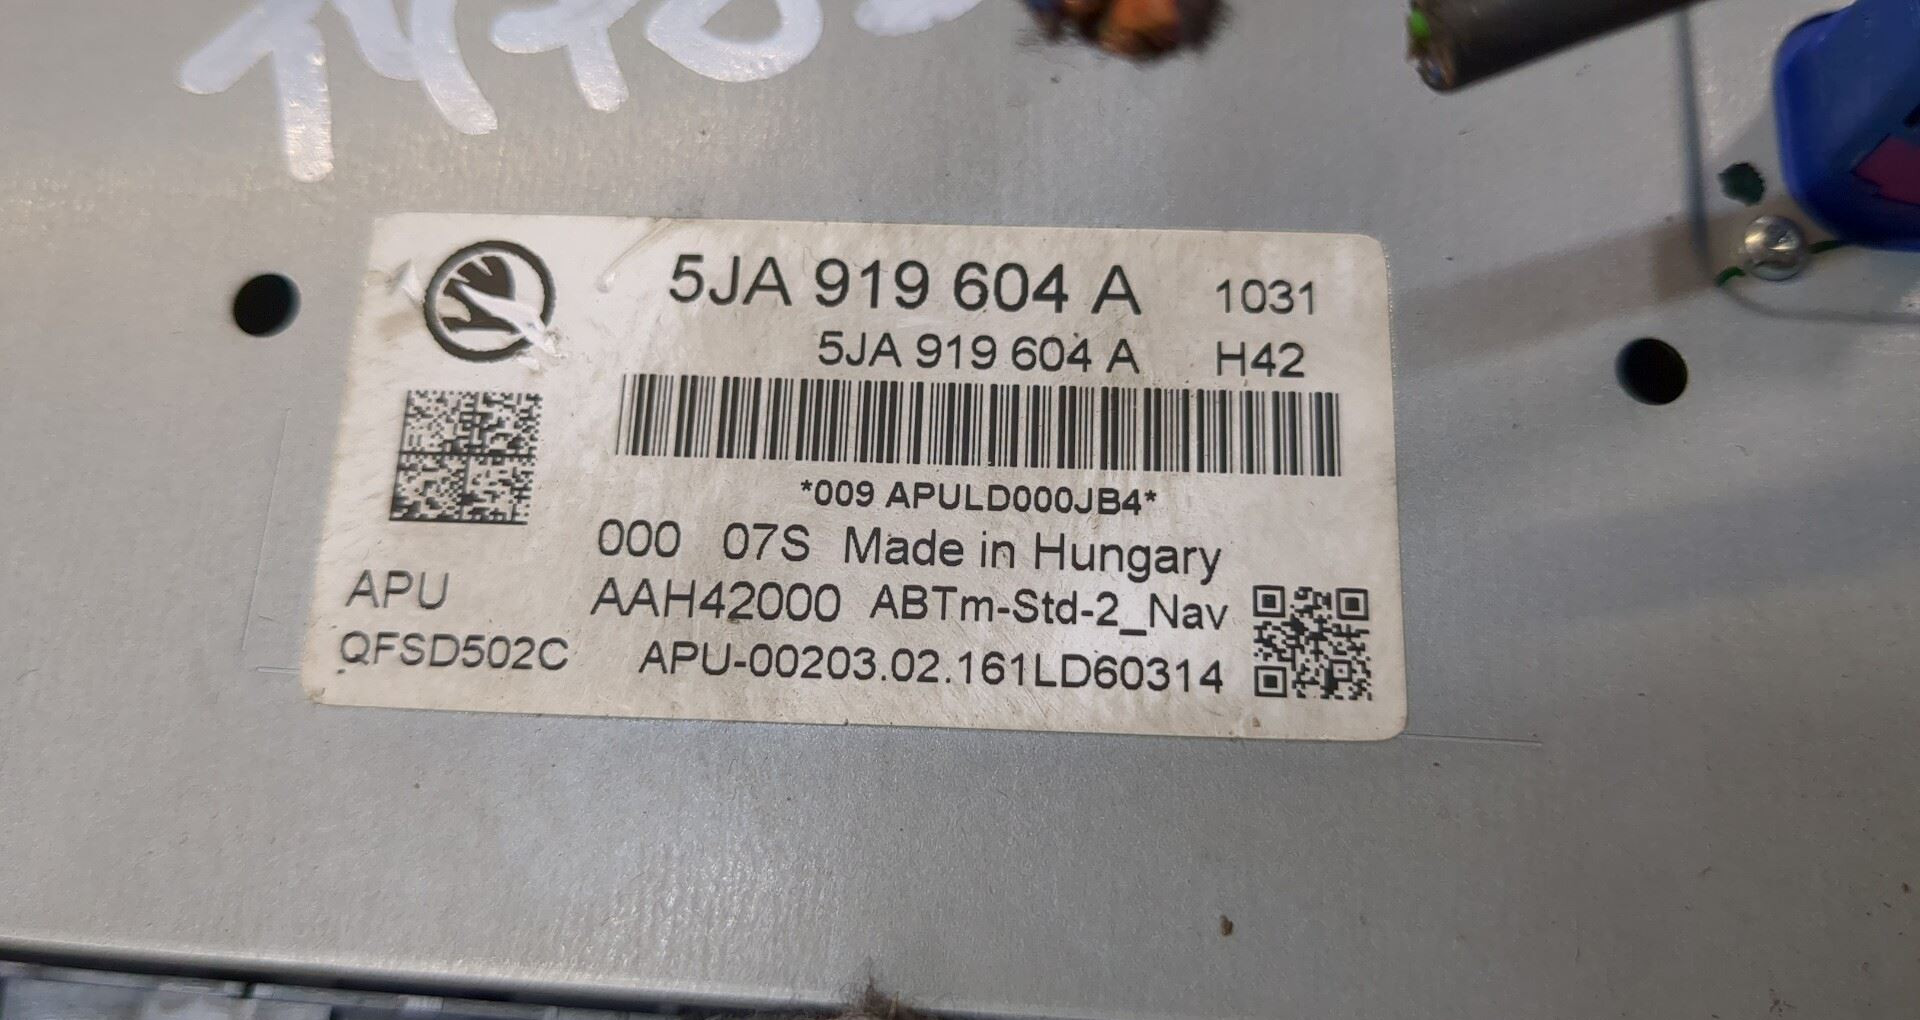 5JA 919 604 A 1031
5JA 919 604 A H42
*009 APULD000JB4*
000 07S Made in Hungary
APU AAH42000 ABTm-Std-2_Nav
QFSD502C APU-00203.02.161LD60314